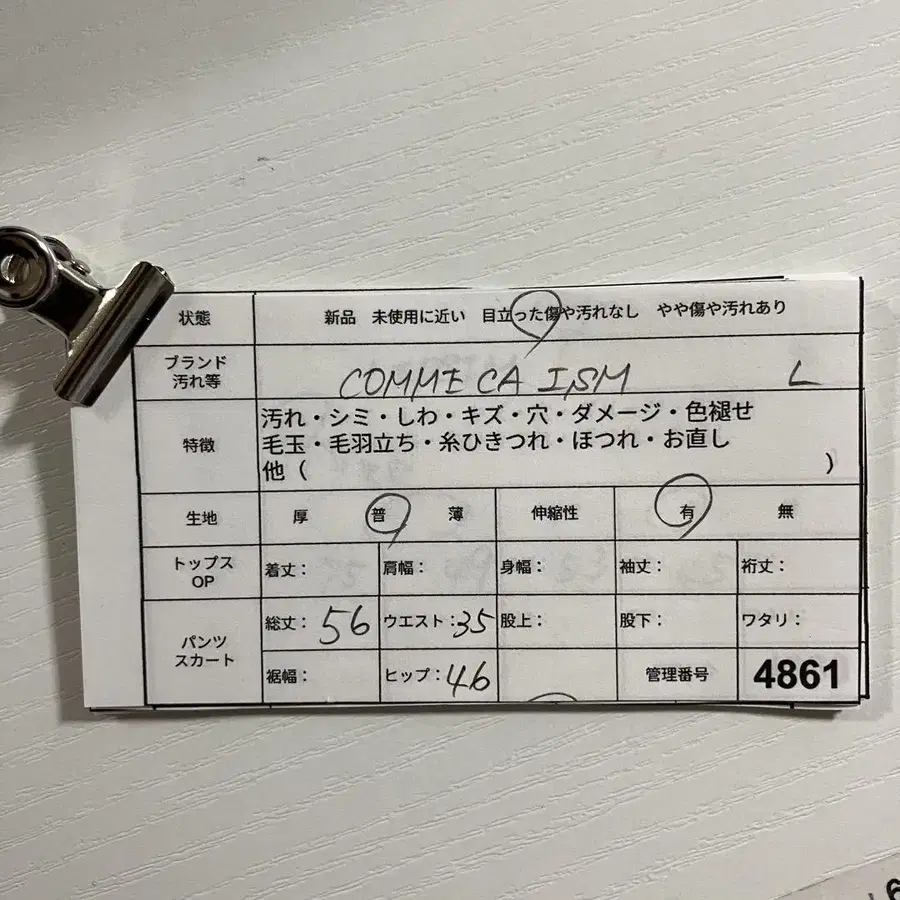 状態 新品 未使用に近い 目立った傷や汚れなし やや傷や汚れあり
ブランド
汚れ等
COMME CA ISM L
特徴
汚れ・シミ・しわ・キズ・穴・ダメージ・色褪せ
毛玉・毛羽立ち・糸ひきつれ・ほつれ・お直し
他( )
生地 厚 普 薄 伸縮性 有 無
トップス
OP
着丈: 肩幅: 身幅: 袖丈: 裄丈:
パンツ
スカート
総丈:56 ウエスト:35 股上: 股下: ワタリ:
裾幅: ヒップ:46 管理番号 4861
6